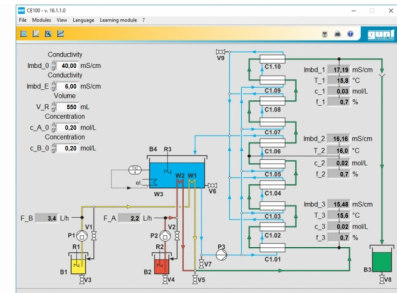 CE100 - v. 16.1.1.0
File Modules View Language Learning module ?
gunt
Conductivity
lmbd_0 40,00 mS/cm
Conductivity
lmbd_E 6,00 mS/cm
Volume
V_R 550 mL
Concentration
c_A_0 0,20 mol/L
Concentration
c_B_0 0,20 mol/L
B4 R3
W2 W1
W3
V6
F_B 3,4 L/h
F_A 2,2 L/h
V1
P1
R1
B1
V3
V2
P2
R2
B2
V4
V5
V7
P3
V9
C1.10
C1.09
C1.08
C1.07
C1.06
C1.05
C1.04
C1.03
C1.02
C1.01
lmbd_1 17,19 mS/cm
T_1 15,8 °C
c_1 0,03 mol/L
f_1 0,7 %
lmbd_2 16,16 mS/cm
T_2 16,0 °C
c_2 0,02 mol/L
f_2 0,7 %
lmbd_3 15,48 mS/cm
T_3 15,6 °C
c_3 0,02 mol/L
f_3 0,7 %
B3
V8